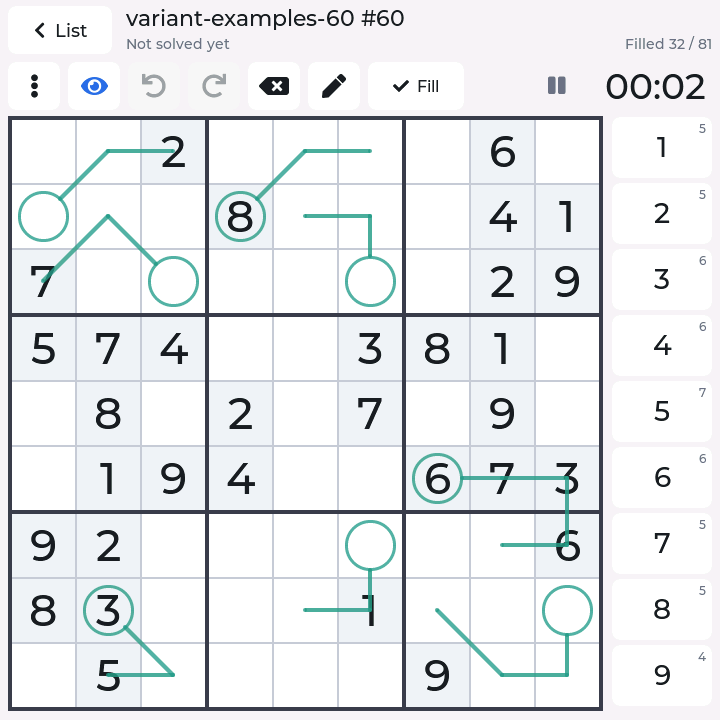 List
variant-examples-60 #60
Not solved yet
Filled 32 / 81
Fill
00:02
2 6
8 4 1
7 2 9
5 7 4 3 8 1
8 2 7 9
1 9 4 6 7 3
9 2 6
8 3 1
5 9
1 5
2 5
3 6
4 6
5 7
6 6
7 5
8 5
9 4